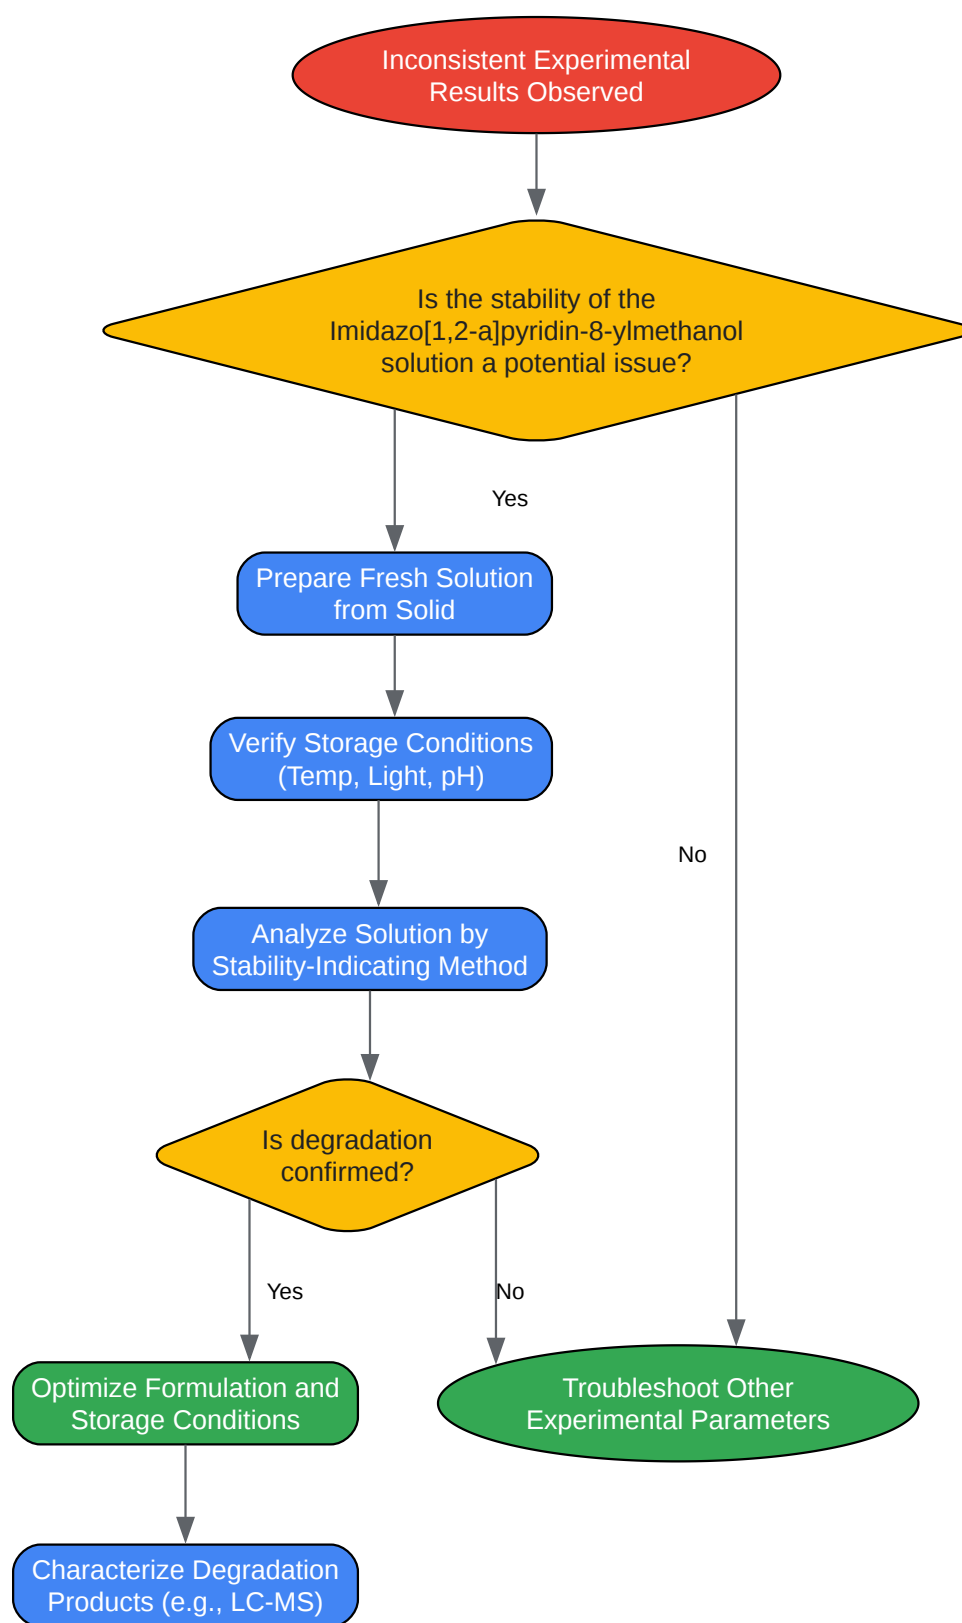 Inconsistent Experimental
Results Observed
Is the stability of the
Imidazo[1,2-a]pyridin-8-ylmethanol
solution a potential issue?
Yes
Prepare Fresh Solution
from Solid
Verify Storage Conditions
(Temp, Light, pH)
No
Analyze Solution by
Stability-Indicating Method
Is degradation
confirmed?
Yes
No
Optimize Formulation and
Storage Conditions
Troubleshoot Other
Experimental Parameters
Characterize Degradation
Products (e.g., LC-MS)